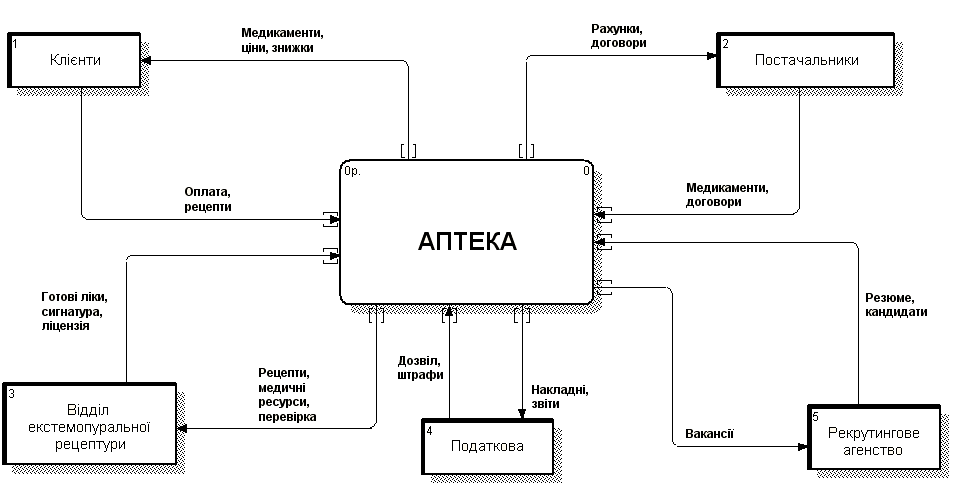 1
Клієнти
Медикаменти,
ціни, знижки
Рахунки,
договори
2
Постачальники
0р.
0
АПТЕКА
Оплата,
рецепти
Медикаменти,
договори
Готові ліки,
сигнатура,
ліцензія
Резюме,
кандидати
Рецепти,
медичні
ресурси,
перевірка
Дозвіл,
штрафи
Накладні,
звіти
Вакансії
3
Відділ
екстемопуральної
рецептури
4
Податкова
5
Рекрутингове
агенство